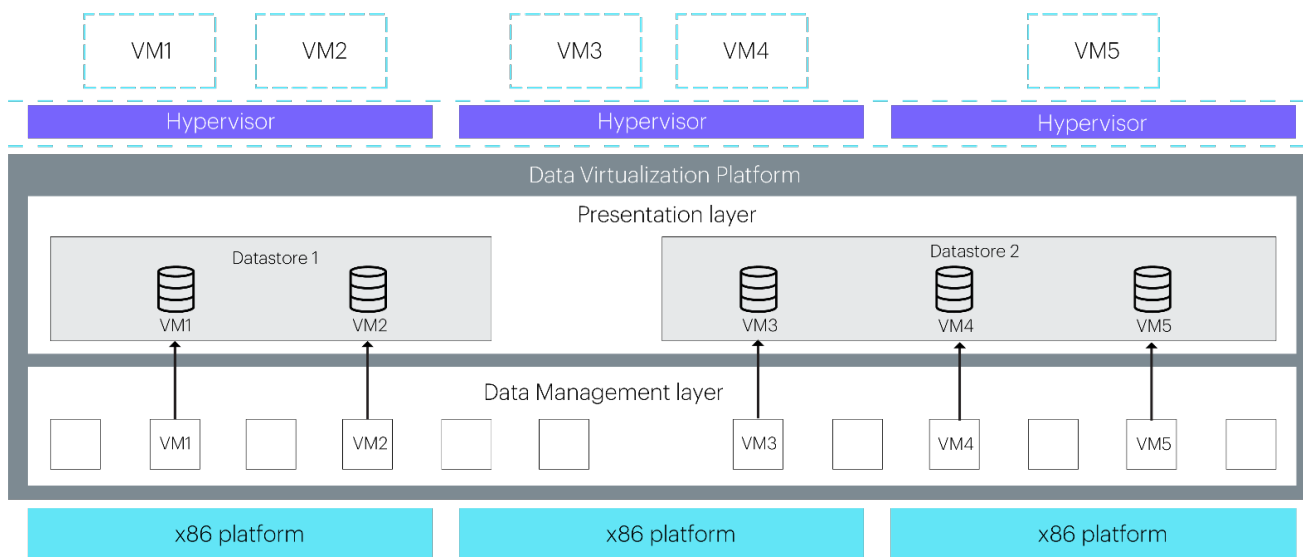 VM1
VM2
VM3
VM4
VM5
Hypervisor
Hypervisor
Hypervisor
Data Virtualization Platform
Presentation layer
Datastore 1
Datastore 2
VM1
VM2
VM3
VM4
VM5
Data Management layer
VM1
VM2
VM3
VM4
VM5
x86 platform
x86 platform
x86 platform